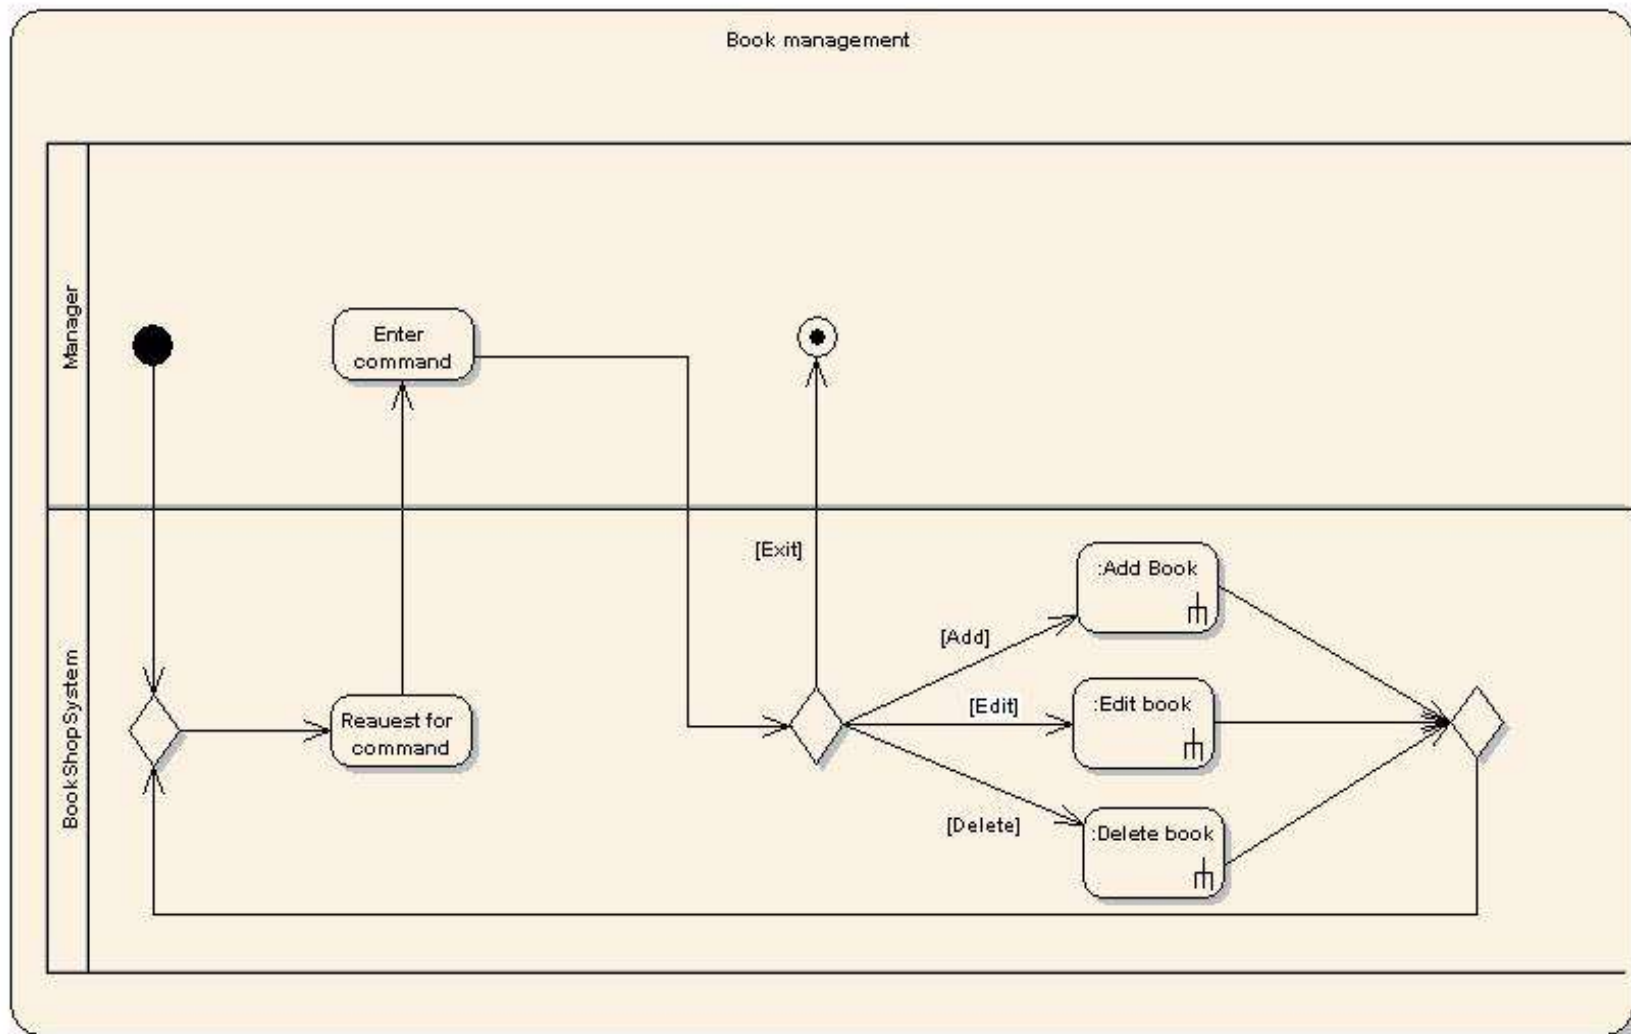 Book management
Manager
Enter
command
[Exit]
:Add Book
[Add]
BookShopSystem
[Edit]
:Edit book
Reauest for
command
[Delete]
:Delete book